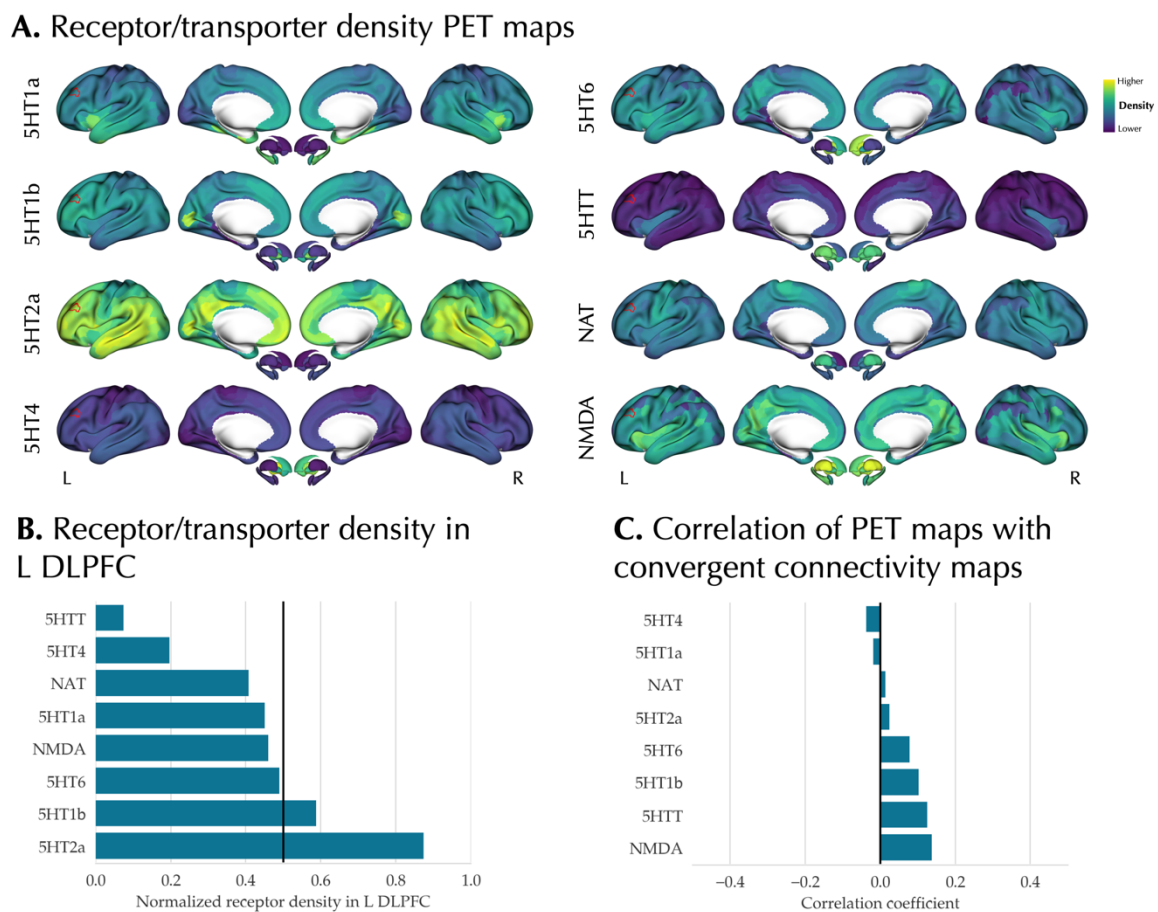 A. Receptor/transporter density PET maps
5HT1a
5HT1b
5HT2a
5HT4
L
R
5HT6
5HTT
NAT
NMDA
L
R
Higher
Density
Lower
B. Receptor/transporter density in
L DLPFC
5HTT
5HT4
NAT
5HT1a
NMDA
5HT6
5HT1b
5HT2a
0.0 0.2 0.4 0.6 0.8 1.0
Normalized receptor density in L DLPFC
C. Correlation of PET maps with
convergent connectivity maps
5HT4
5HT1a
NAT
5HT2a
5HT6
5HT1b
5HTT
NMDA
−0.4 −0.2 0.0 0.2 0.4
Correlation coefficient